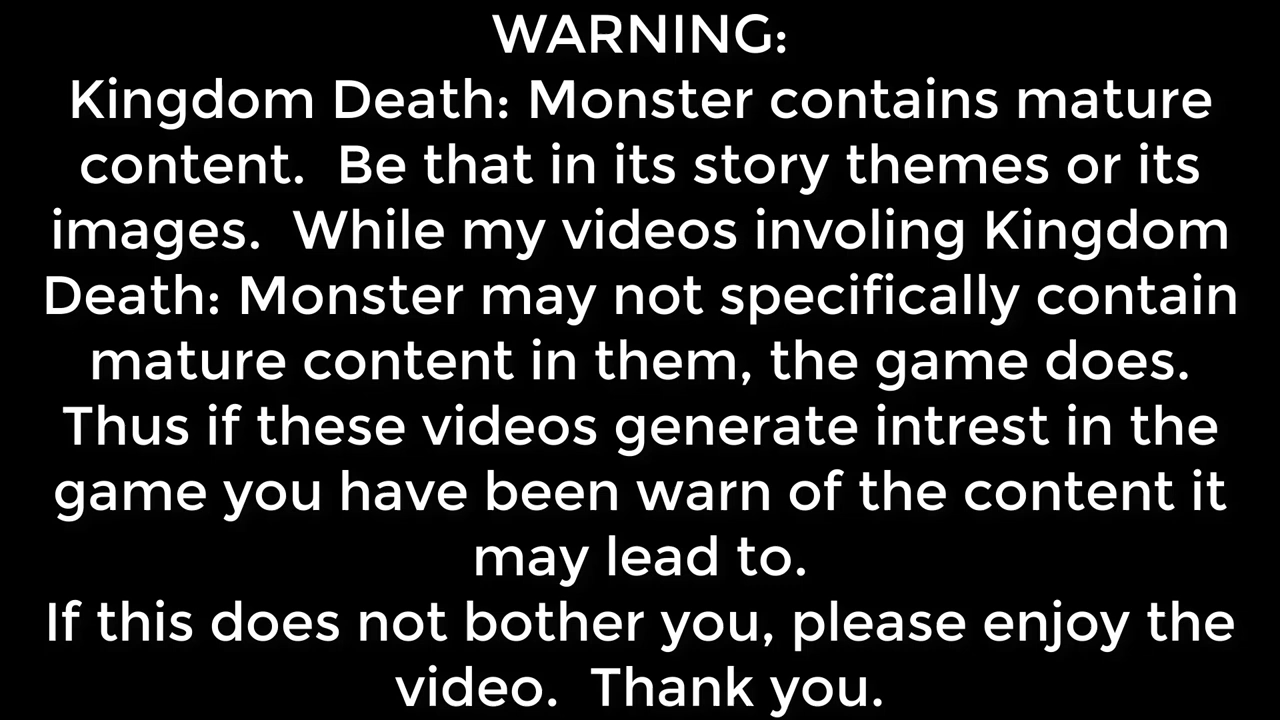 WARNING:
Kingdom Death: Monster contains mature
content.  Be that in its story themes or its
images.  While my videos involing Kingdom
Death: Monster may not specifically contain
mature content in them, the game does.
Thus if these videos generate intrest in the
game you have been warn of the content it
may lead to.
If this does not bother you, please enjoy the
video.  Thank you.